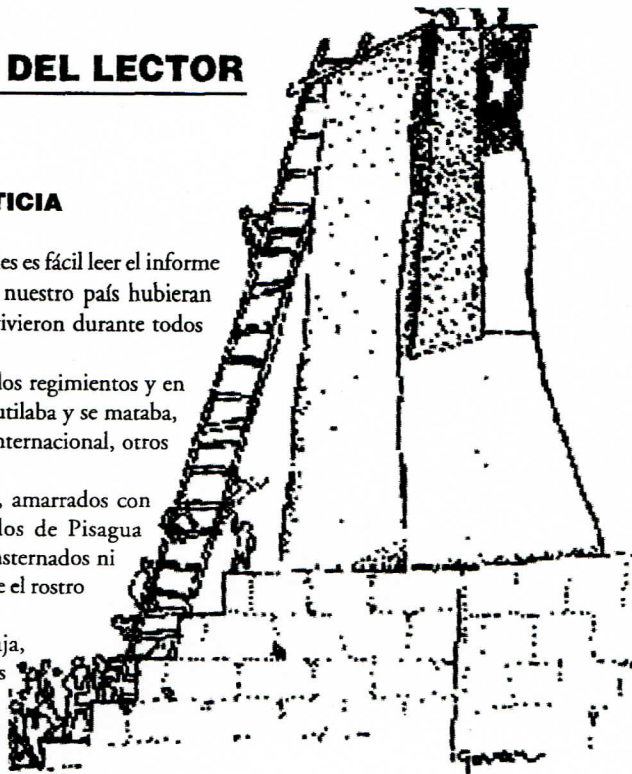 DEL LECTOR
TICIA
es es fácil leer el informe
nuestro país hubieran
vivieron durante todos
los regimientos y en
utilaba y se mataba,
nternacional, otros
, amarrados con
los de Pisagua
nsternados ni
e el rostro
ja,
s